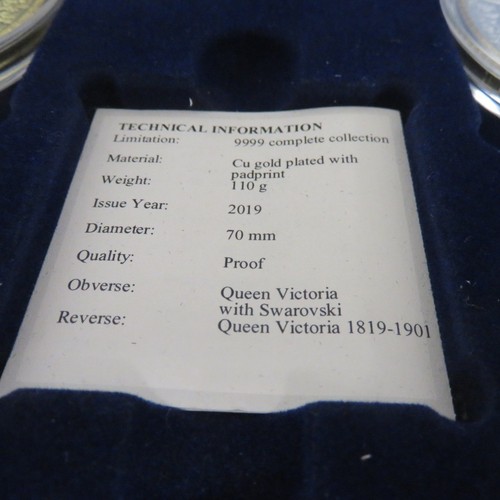 TECHNICAL INFORMATION
Limitation: 9999 complete collection
Material: Cu gold plated with
padprint
Weight: 110 g
Issue Year: 2019
Diameter: 70 mm
Quality: Proof
Obverse: Queen Victoria
with Swarovski
Reverse: Queen Victoria 1819-1901